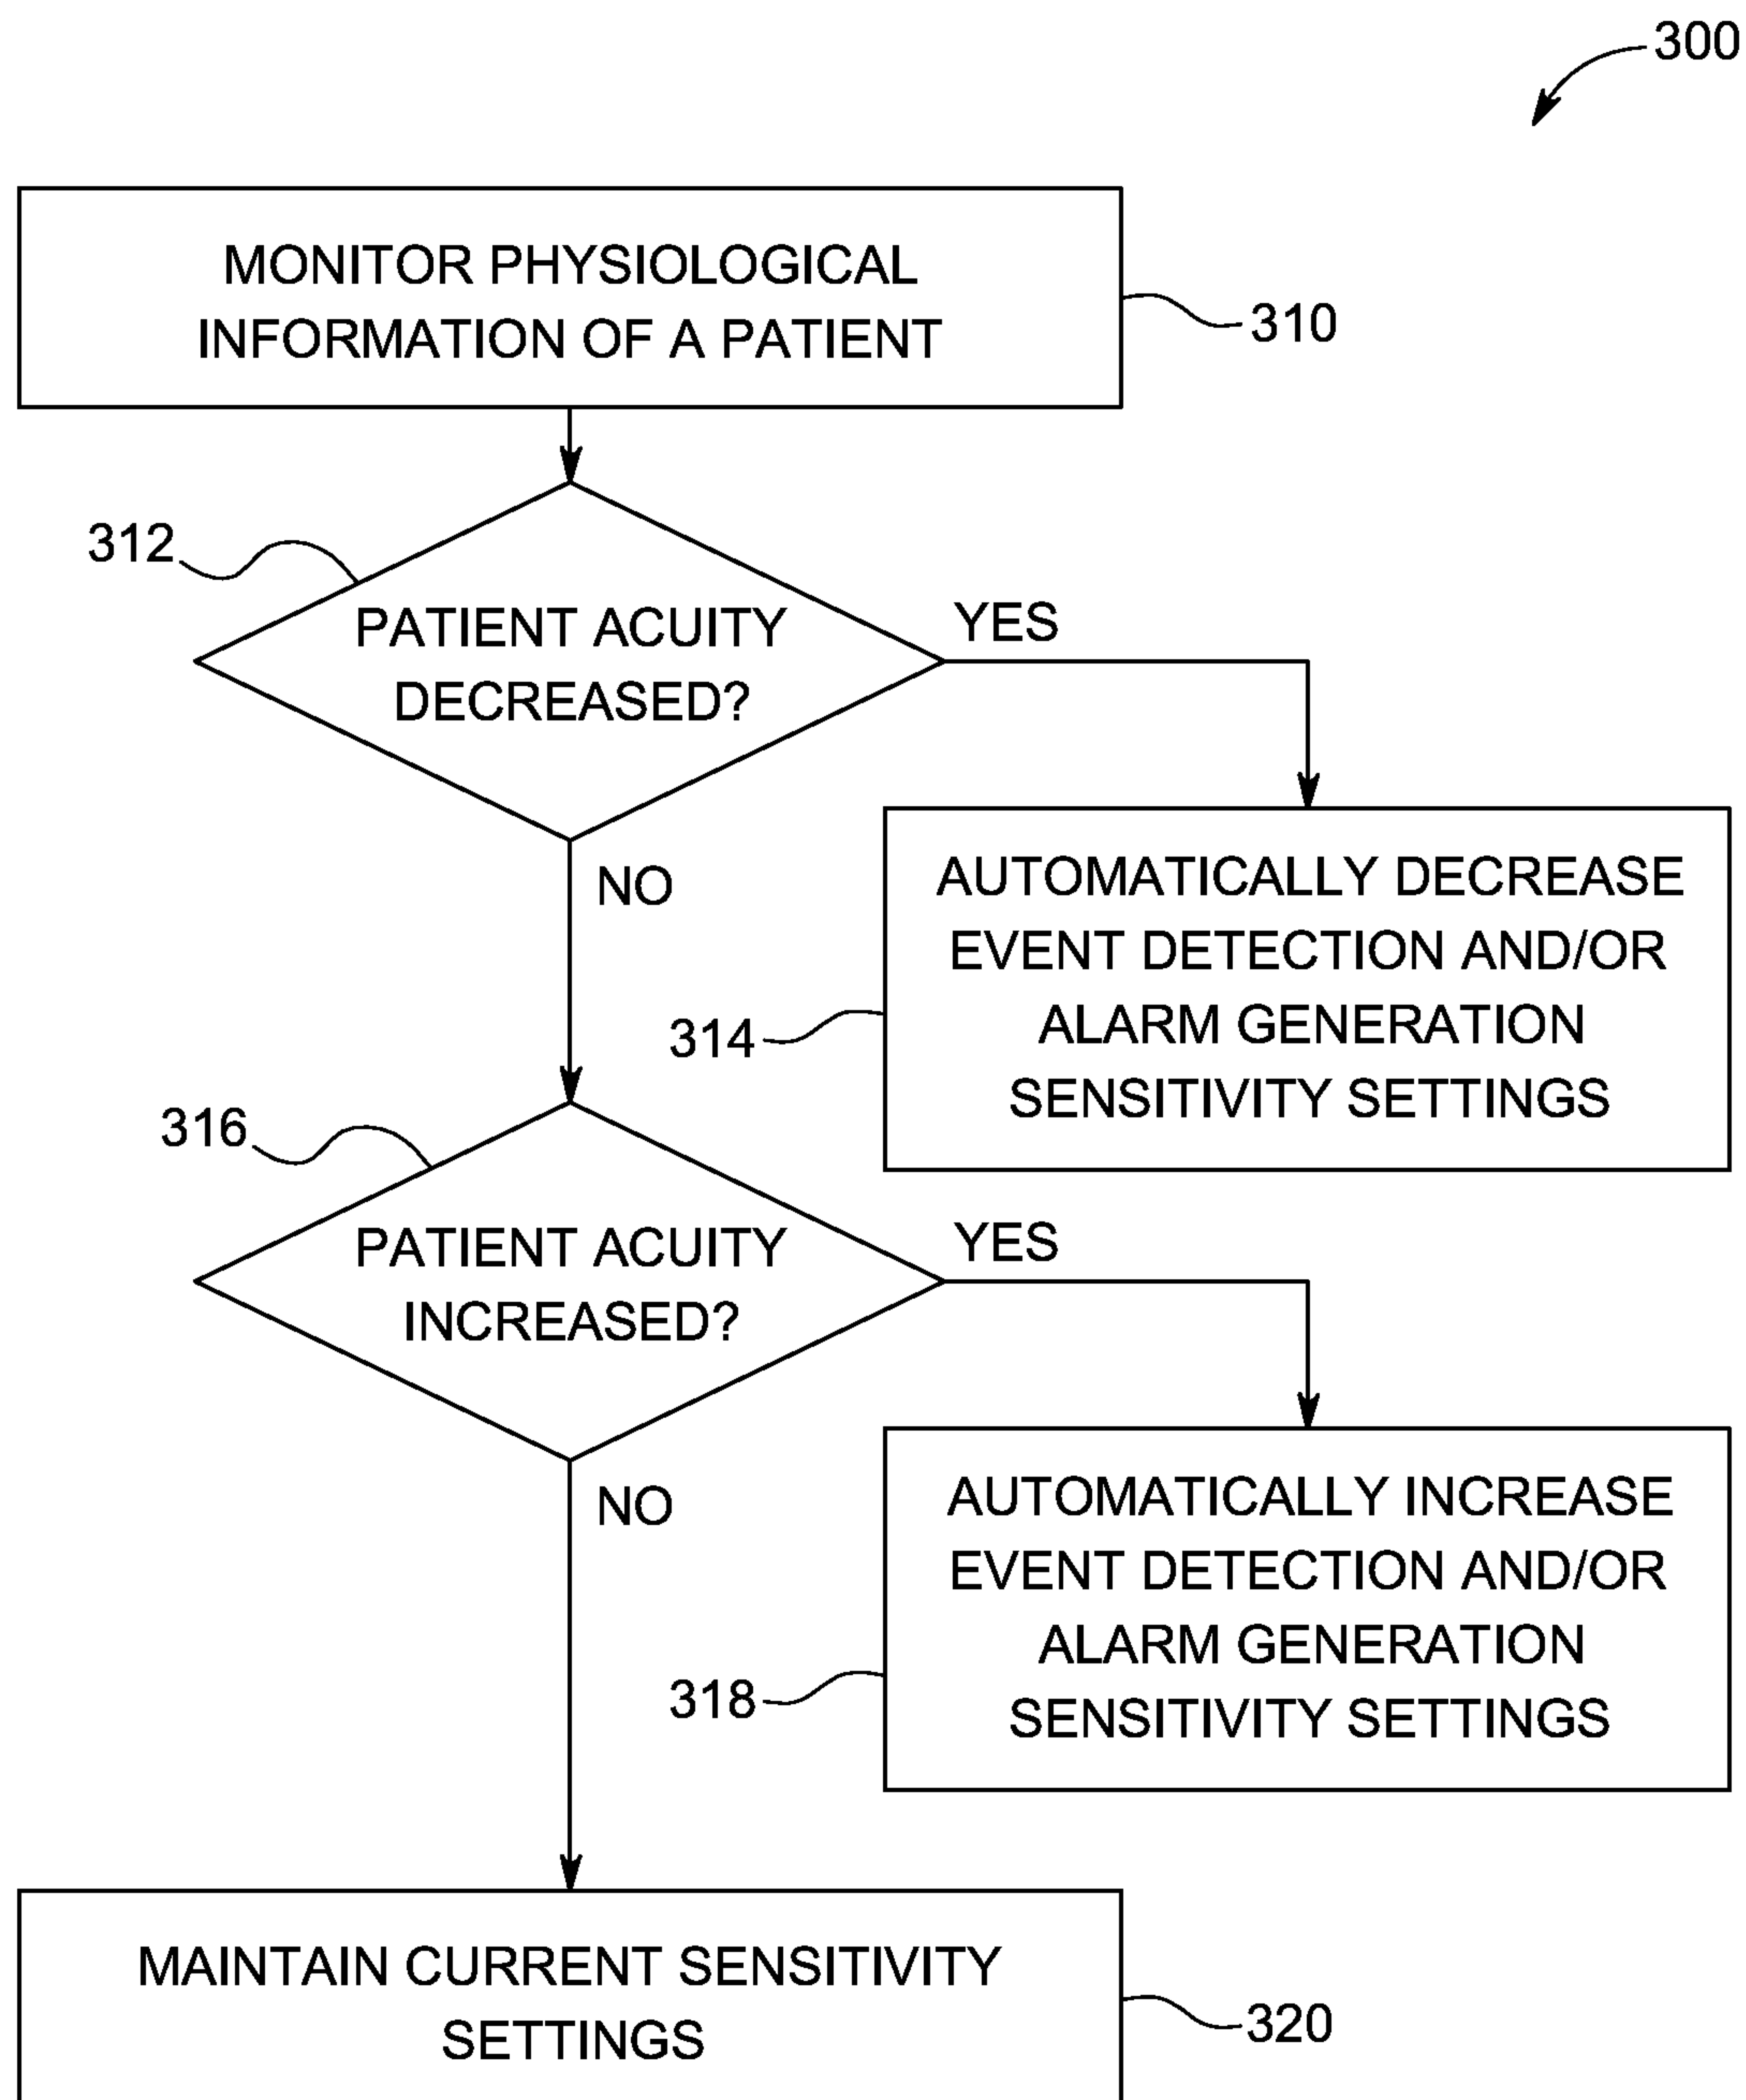 300
MONITOR PHYSIOLOGICAL
INFORMATION OF A PATIENT
310
312
PATIENT ACUITY
DECREASED?
YES
NO
AUTOMATICALLY DECREASE
EVENT DETECTION AND/OR
ALARM GENERATION
SENSITIVITY SETTINGS
314
316
PATIENT ACUITY
INCREASED?
YES
NO
AUTOMATICALLY INCREASE
EVENT DETECTION AND/OR
ALARM GENERATION
SENSITIVITY SETTINGS
318
MAINTAIN CURRENT SENSITIVITY
SETTINGS
320